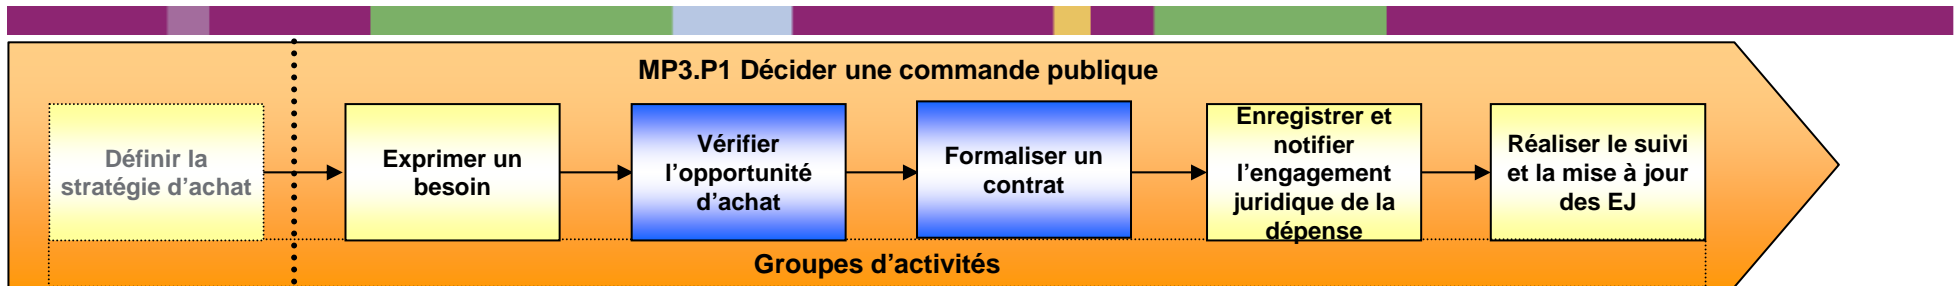 MP3.P1 Décider une commande publique
Définir la
stratégie d'achat
Exprimer un
besoin
Vérifier
l'opportunité
d'achat
Formaliser un
contrat
Enregistrer et
notifier
l'engagement
juridique de la
dépense
Réaliser le suivi
et la mise à jour
des EJ
Groupes d'activités